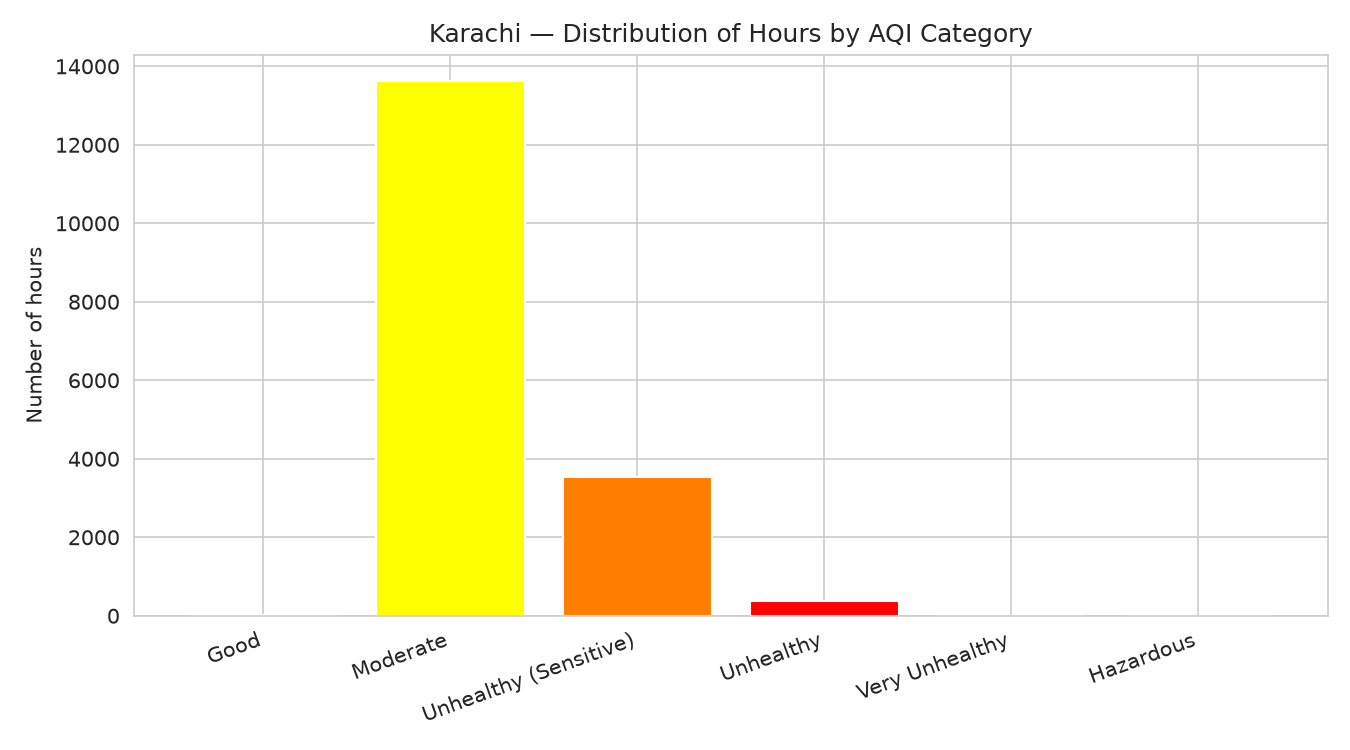 Karachi — Distribution of Hours by AQI Category
Number of hours
14000
12000
10000
8000
6000
4000
2000
0
Good
Moderate
Unhealthy (Sensitive)
Unhealthy
Very Unhealthy
Hazardous